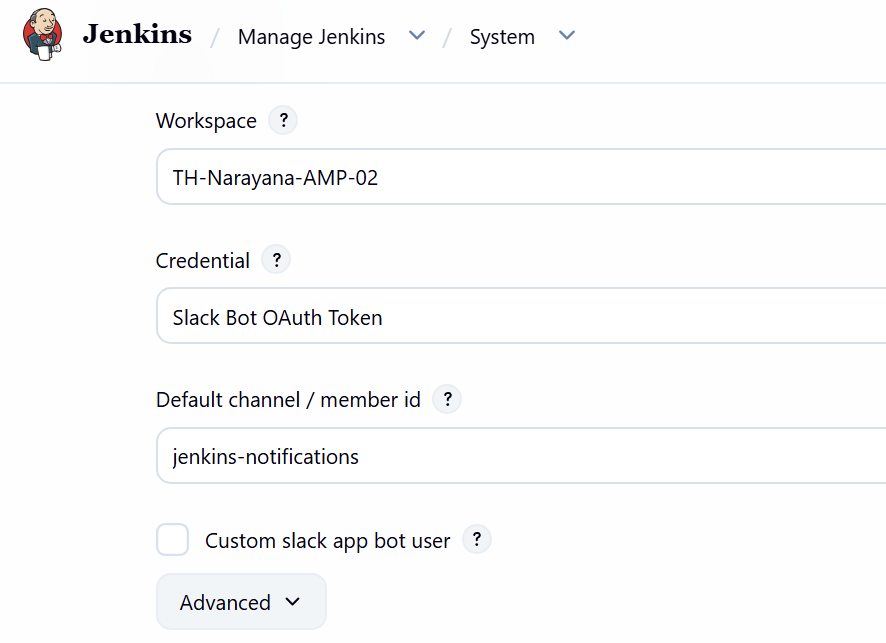 Jenkins / Manage Jenkins / System
Workspace ?
TH-Narayana-AMP-02
Credential ?
Slack Bot OAuth Token
Default channel / member id ?
jenkins-notifications
Custom slack app bot user ?
Advanced